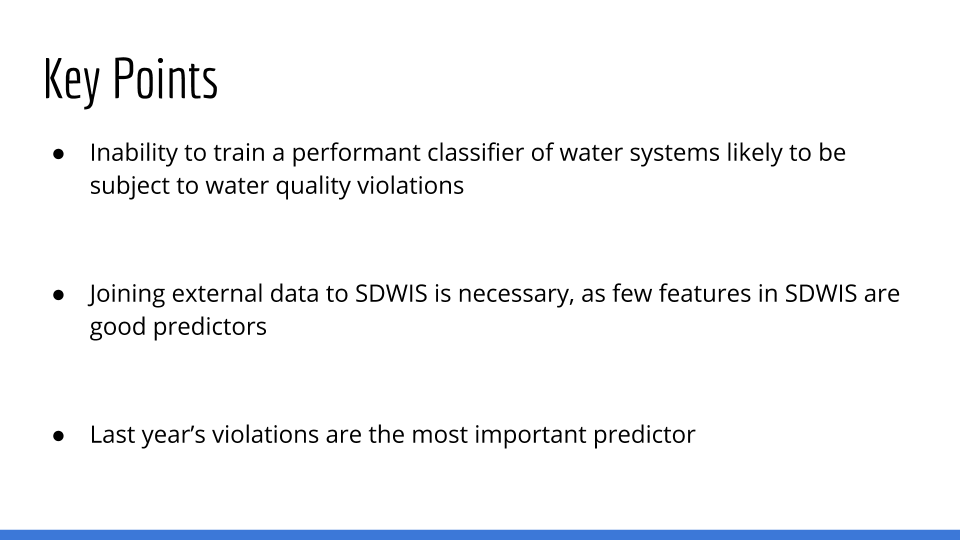 Key Points
● Inability to train a performant classifier of water systems likely to be
subject to water quality violations
● Joining external data to SDWIS is necessary, as few features in SDWIS are
good predictors
● Last year’s violations are the most important predictor